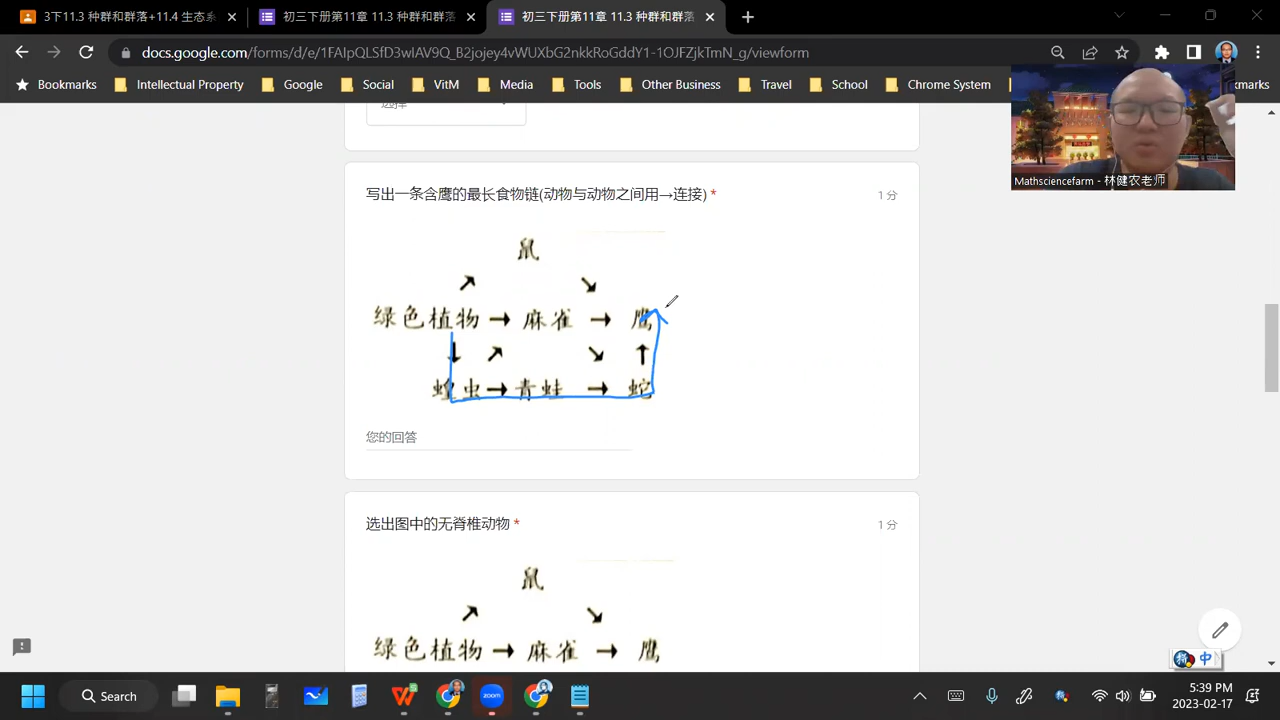 3下11.3 种群和群落+11.4 生态系
初三下册第11章 11.3 种群和群落
初三下册第11章 11.3 种群和群落
docs.google.com/forms/d/e/1FAIpQLSfD3wIAV9Q_B2jojey4vWUXbG2nkkRoGddY1-1OJFZjkTmN_g/viewform
Bookmarks Intellectual Property Google Social VitM Media Tools Other Business Travel School Chrome System kmarks
选择
Mathsciencefarm - 林健农老师
写出一条含鹰的最长食物链(动物与动物之间用→连接) *
1 分
鼠
↗ ↘
绿色植物 → 麻雀 → 鹰
↓ ↗ ↘ ↑
蝗虫 → 青蛙 → 蛇
您的回答
选出图中的无脊椎动物 *
1 分
鼠
↗ ↘
绿色植物 → 麻雀 → 鹰
中
Search
zoom
5:39 PM
2023-02-17